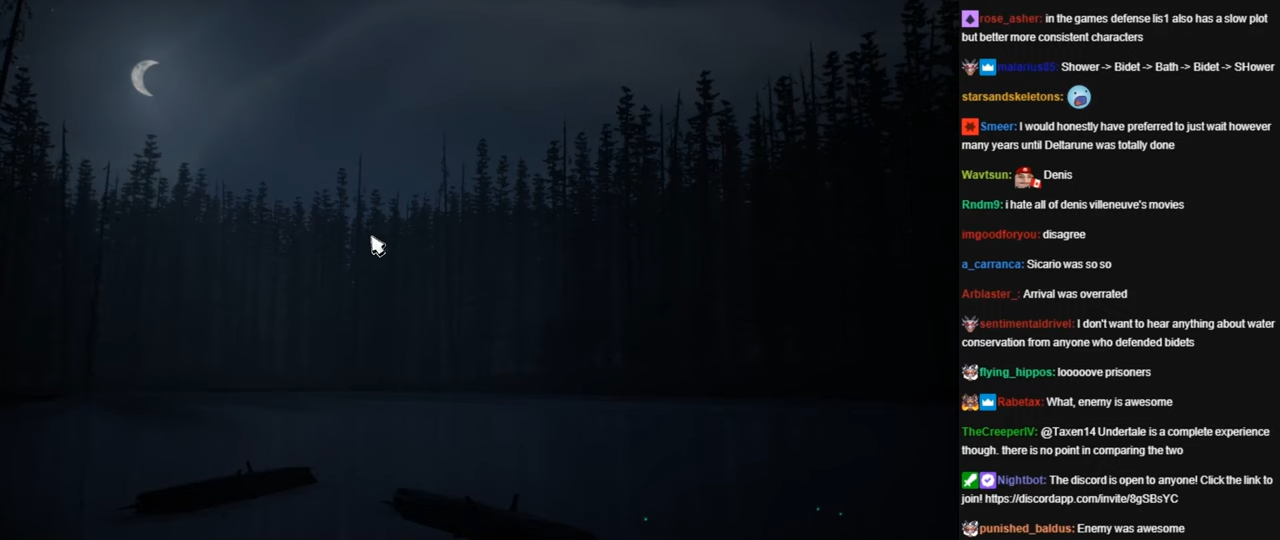 rose_asher: in the games defense lis1 also has a slow plot
but better more consistent characters
malarius85: Shower -> Bidet -> Bath -> Bidet -> SHower
starsandskeletons:
Smeer: I would honestly have preferred to just wait however
many years until Deltarune was totally done
Wavtsun: Denis
Rndm9: i hate all of denis villeneuve's movies
imgoodforyou: disagree
a_carranca: Sicario was so so
Arblaster_: Arrival was overrated
sentimentaldrivel: I don't want to hear anything about water
conservation from anyone who defended bidets
flying_hippos: looooove prisoners
Rabetax: What, enemy is awesome
TheCreeperIV: @Taxen14 Undertale is a complete experience
though. there is no point in comparing the two
Nightbot: The discord is open to anyone! Click the link to
join! https://discordapp.com/invite/8gSBsYC
punished_baldus: Enemy was awesome